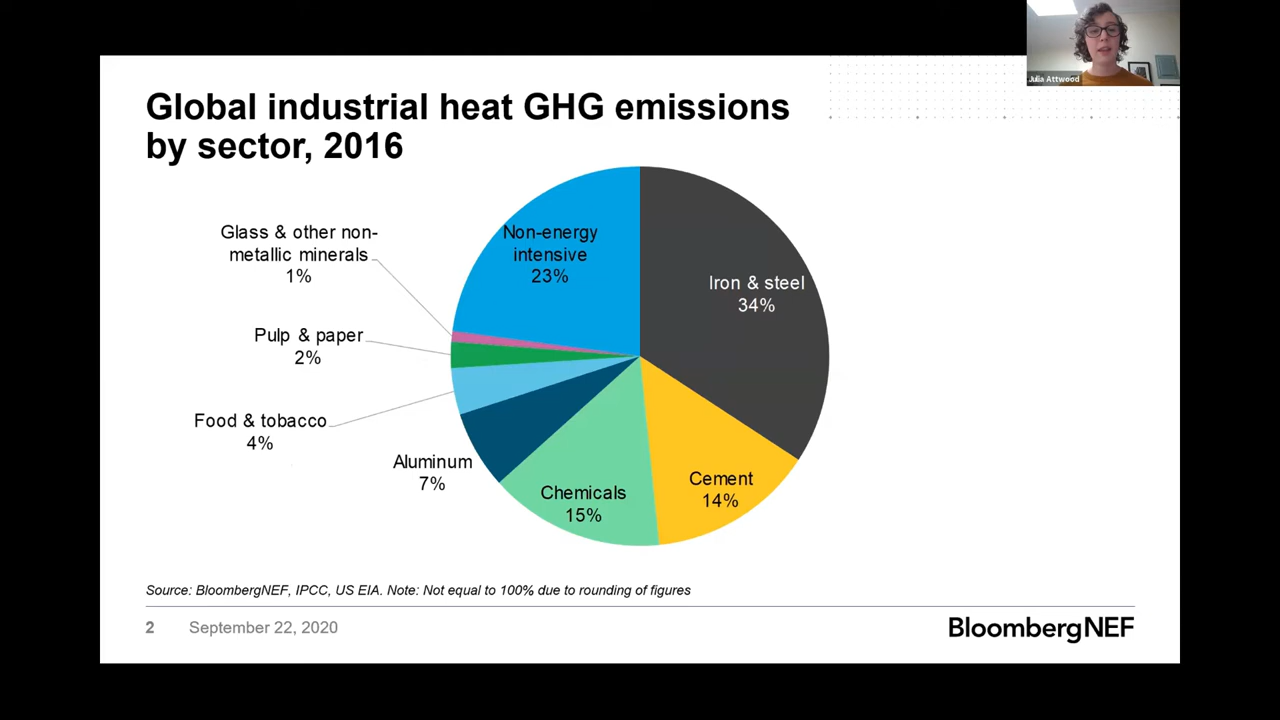 Julia Attwood
Global industrial heat GHG emissions
by sector, 2016
Glass & other non-
metallic minerals
1%
Pulp & paper
2%
Food & tobacco
4%
Aluminum
7%
Non-energy
intensive
23%
Iron & steel
34%
Chemicals
15%
Cement
14%
Source: BloombergNEF, IPCC, US EIA. Note: Not equal to 100% due to rounding of figures
2 September 22, 2020
BloombergNEF